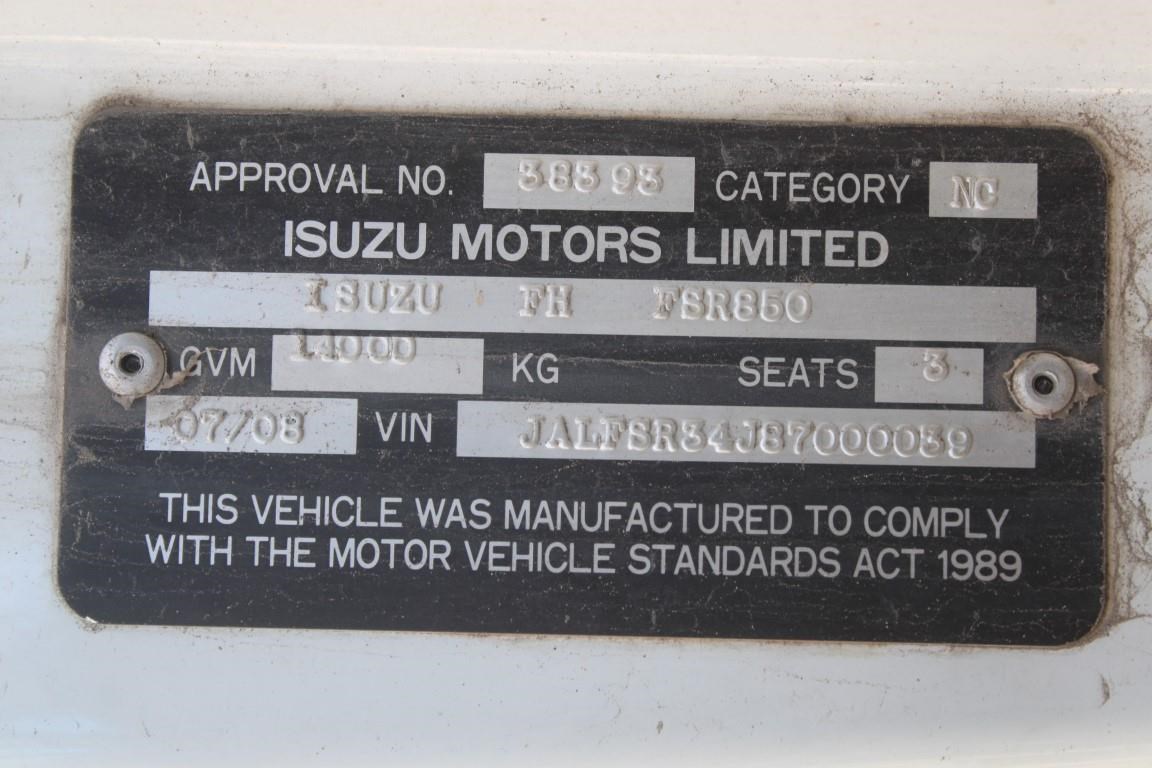 APPROVAL NO. 38393 CATEGORY NC
ISUZU MOTORS LIMITED
ISUZU FH FSR850
GVM 14000 KG SEATS 3
07/08 VIN JALFSR34J87000039
THIS VEHICLE WAS MANUFACTURED TO COMPLY
WITH THE MOTOR VEHICLE STANDARDS ACT 1989